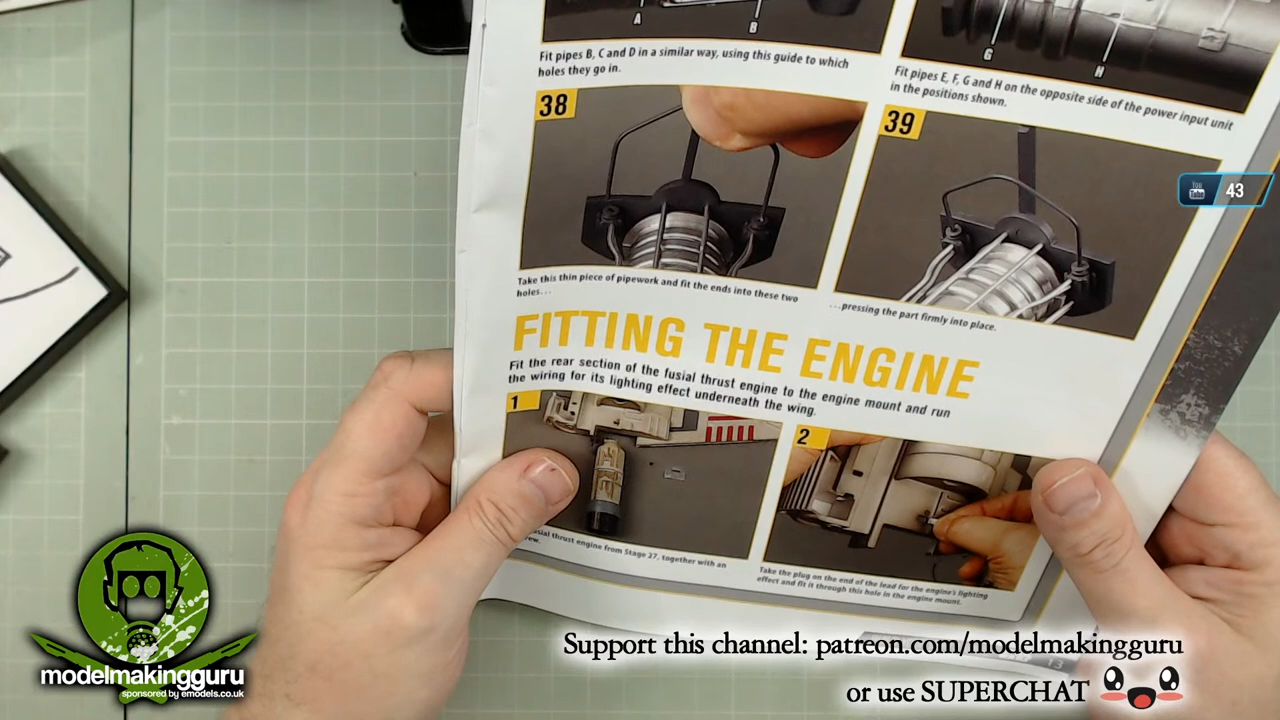 A
B
G
H
Fit pipes B, C and D in a similar way, using this guide to which
holes they go in.
Fit pipes E, F, G and H on the opposite side of the power input unit
in the positions shown.
38
39
You
Tube
43
Take this thin piece of pipework and fit the ends into these two
holes…
…pressing the part firmly into place.
FITTING THE ENGINE
Fit the rear section of the fusial thrust engine to the engine mount and run
the wiring for its lighting effect underneath the wing.
1
2
thrust engine from Stage 27, together with an
Take the plug on the end of the lead for the engine's lighting
effect and fit it through this hole in the engine mount.
13
Support this channel: patreon.com/modelmakingguru
or use SUPERCHAT
modelmakingguru
sponsored by emodels.co.uk